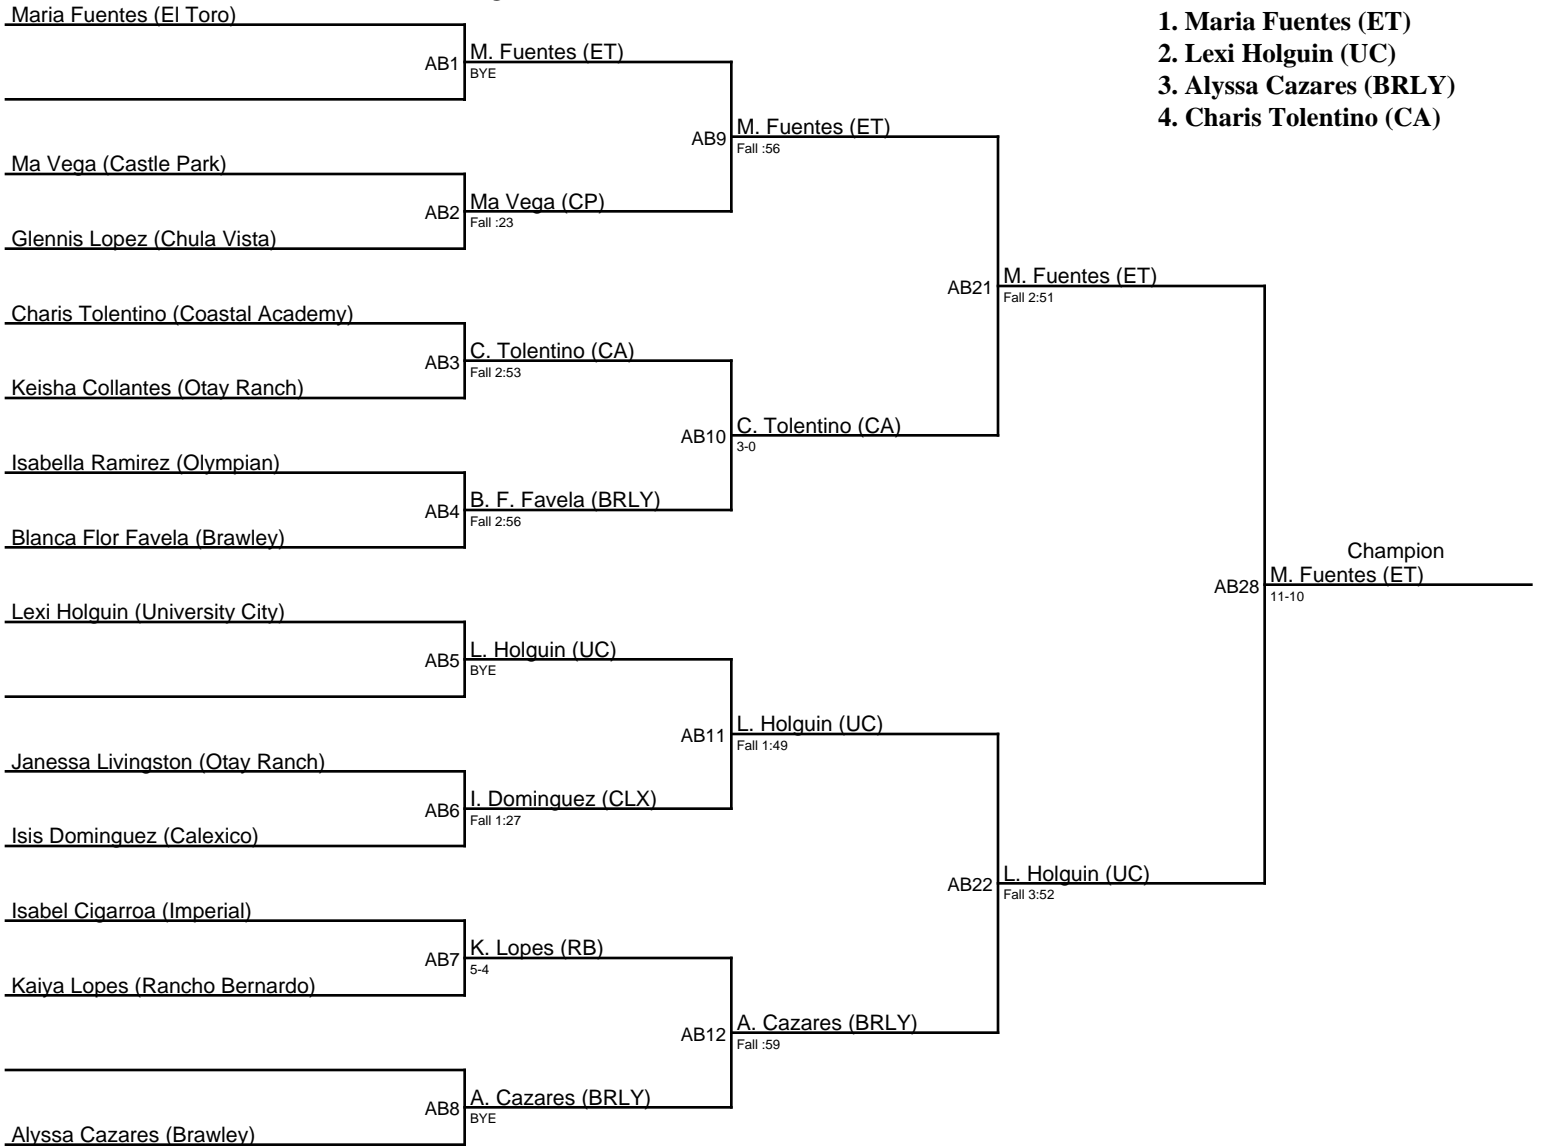 Maria Fuentes (El Toro)
1. Maria Fuentes (ET)
2. Lexi Holguin (UC)
3. Alyssa Cazares (BRLY)
4. Charis Tolentino (CA)
AB1
M. Fuentes (ET)
BYE
AB9
M. Fuentes (ET)
Fall :56
Ma Vega (Castle Park)
AB2
Ma Vega (CP)
Fall :23
Glennis Lopez (Chula Vista)
AB21
M. Fuentes (ET)
Fall 2:51
Charis Tolentino (Coastal Academy)
AB3
C. Tolentino (CA)
Fall 2:53
Keisha Collantes (Otay Ranch)
AB10
C. Tolentino (CA)
3-0
Isabella Ramirez (Olympian)
AB4
B. F. Favela (BRLY)
Fall 2:56
Blanca Flor Favela (Brawley)
Champion
AB28
M. Fuentes (ET)
11-10
Lexi Holguin (University City)
AB5
L. Holguin (UC)
BYE
AB11
L. Holguin (UC)
Fall 1:49
Janessa Livingston (Otay Ranch)
AB6
I. Dominguez (CLX)
Fall 1:27
Isis Dominguez (Calexico)
AB22
L. Holguin (UC)
Fall 3:52
Isabel Cigarroa (Imperial)
AB7
K. Lopes (RB)
5-4
Kaiya Lopes (Rancho Bernardo)
AB12
A. Cazares (BRLY)
Fall :59
AB8
A. Cazares (BRLY)
BYE
Alyssa Cazares (Brawley)